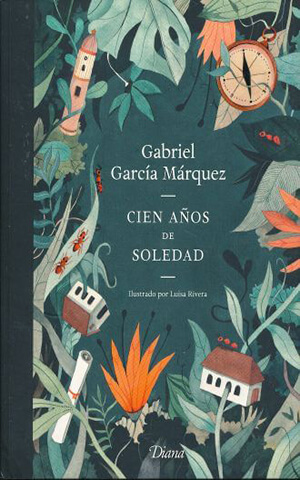 Gabriel
García Márquez
CIEN AÑOS
DE
SOLEDAD
Ilustrado por Luisa Rivera
Diana